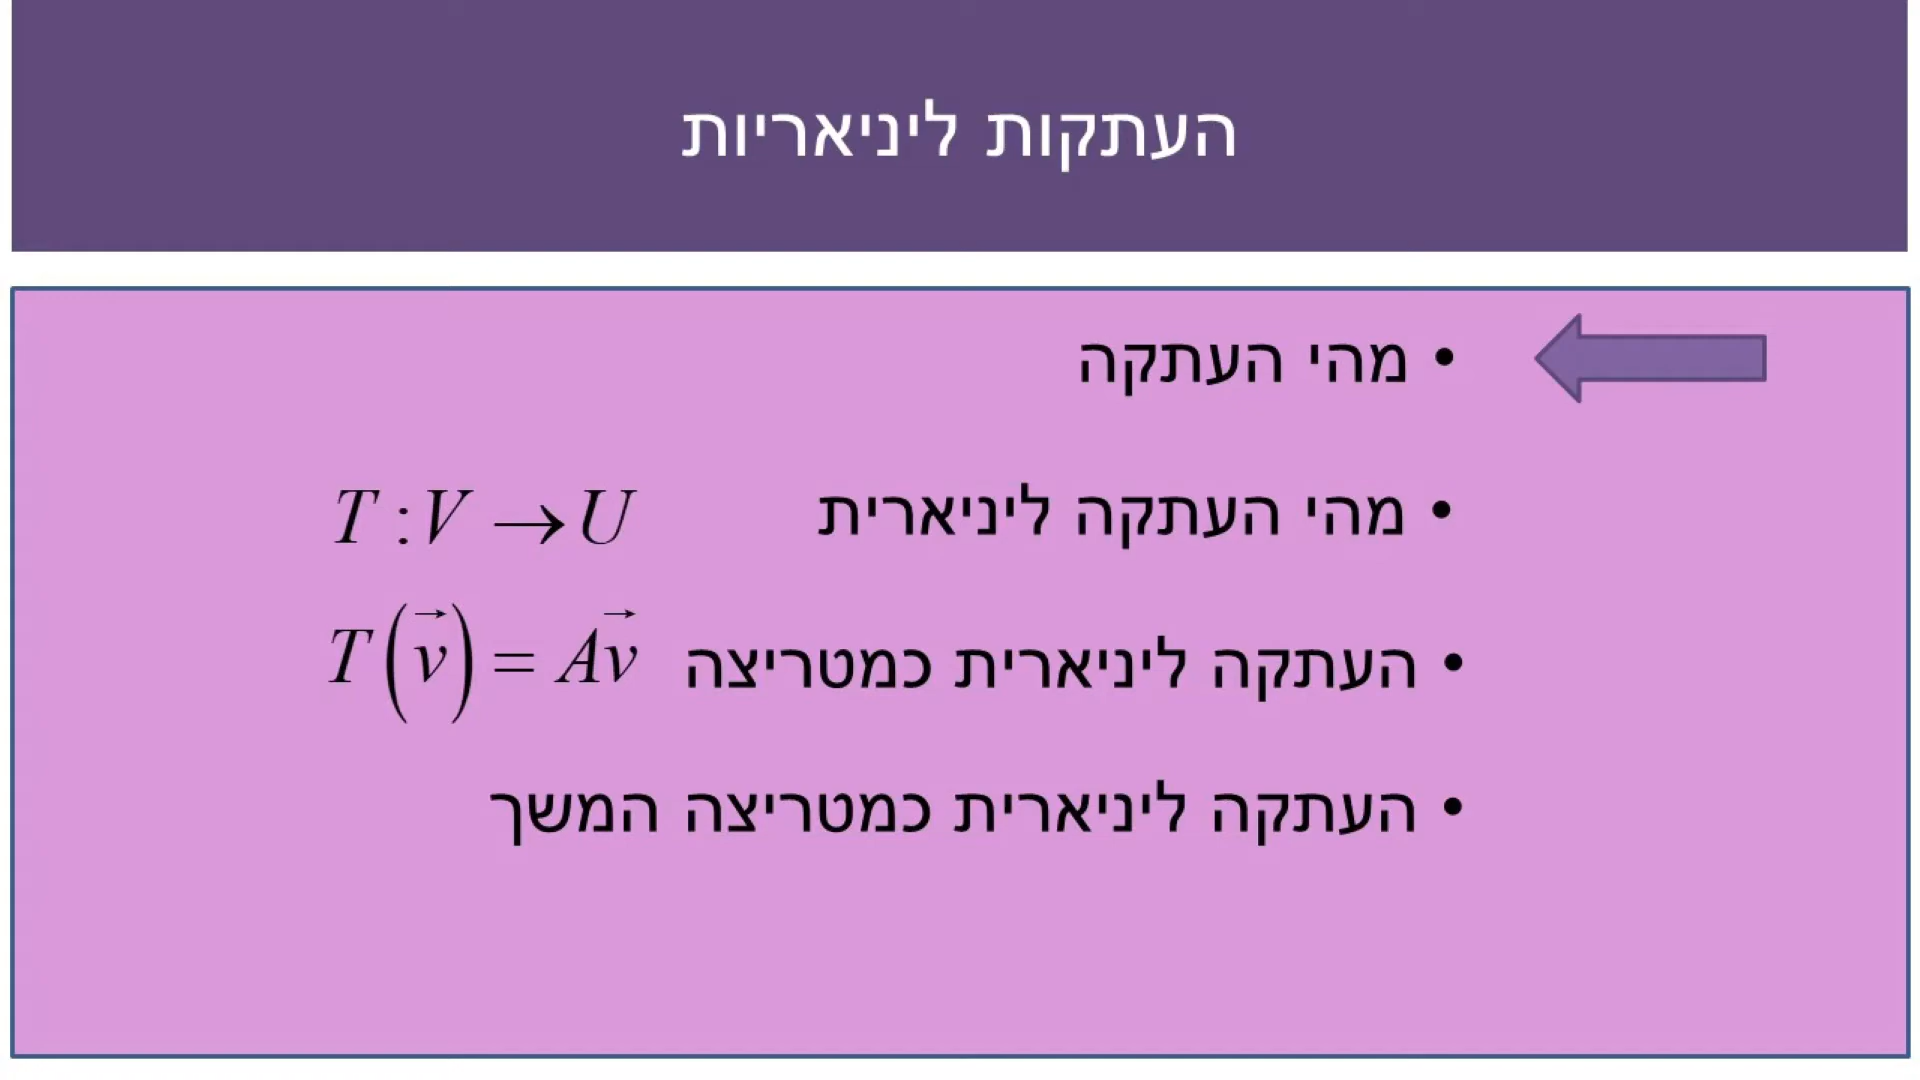 העתקות ליניאריות
• מהי העתקה
• מהי העתקה ליניארית T : V → U
• העתקה ליניארית כמטריצה T(v⃗) = Av⃗
• העתקה ליניארית כמטריצה המשך